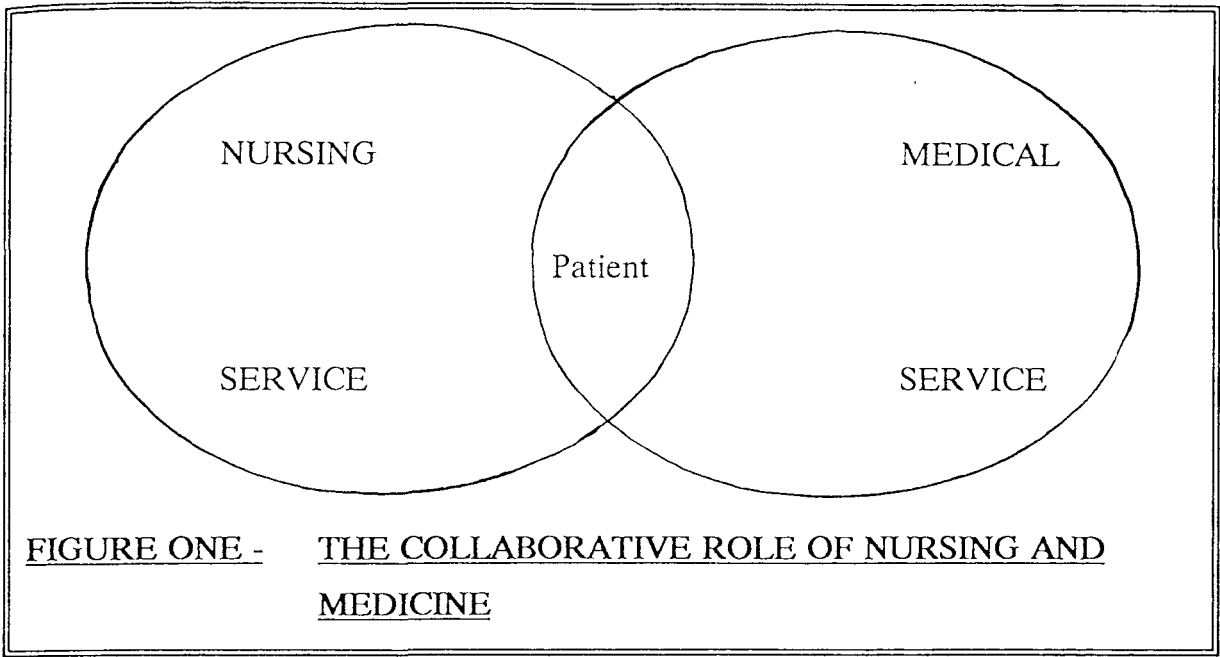 NURSING
SERVICE
Patient
MEDICAL
SERVICE
FIGURE ONE - THE COLLABORATIVE ROLE OF NURSING AND
MEDICINE